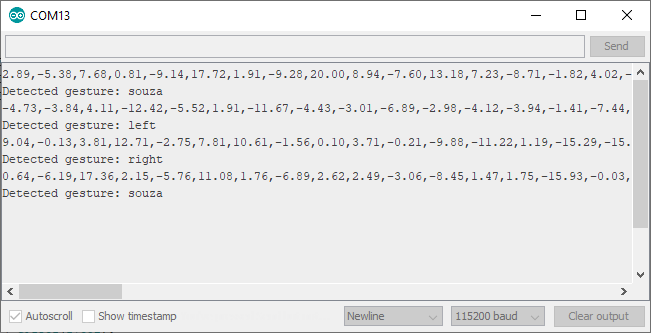 COM13
Send
2.89,-5.38,7.68,0.81,-9.14,17.72,1.91,-9.28,20.00,8.94,-7.60,13.18,7.23,-8.71,-1.82,4.02,-
Detected gesture: souza
-4.73,-3.84,4.11,-12.42,-5.52,1.91,-11.67,-4.43,-3.01,-6.89,-2.98,-4.12,-3.94,-1.41,-7.44,
Detected gesture: left
9.04,-0.13,3.81,12.71,-2.75,7.81,10.61,-1.56,0.10,3.71,-0.21,-9.88,-11.22,1.19,-15.29,-15.
Detected gesture: right
0.64,-6.19,17.36,2.15,-5.76,11.08,1.76,-6.89,2.62,2.49,-3.06,-8.45,1.47,1.75,-15.93,-0.03,
Detected gesture: souza
Autoscroll Show timestamp Newline 115200 baud Clear output